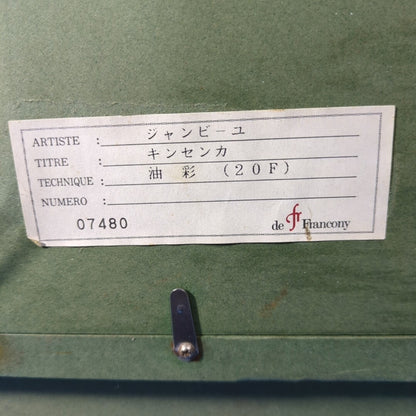 ARTISTE : ジャンビーユ
TITRE : キンセンカ
TECHNIQUE : 油 彩 (20F)
NUMERO :
07480
de fr Francony